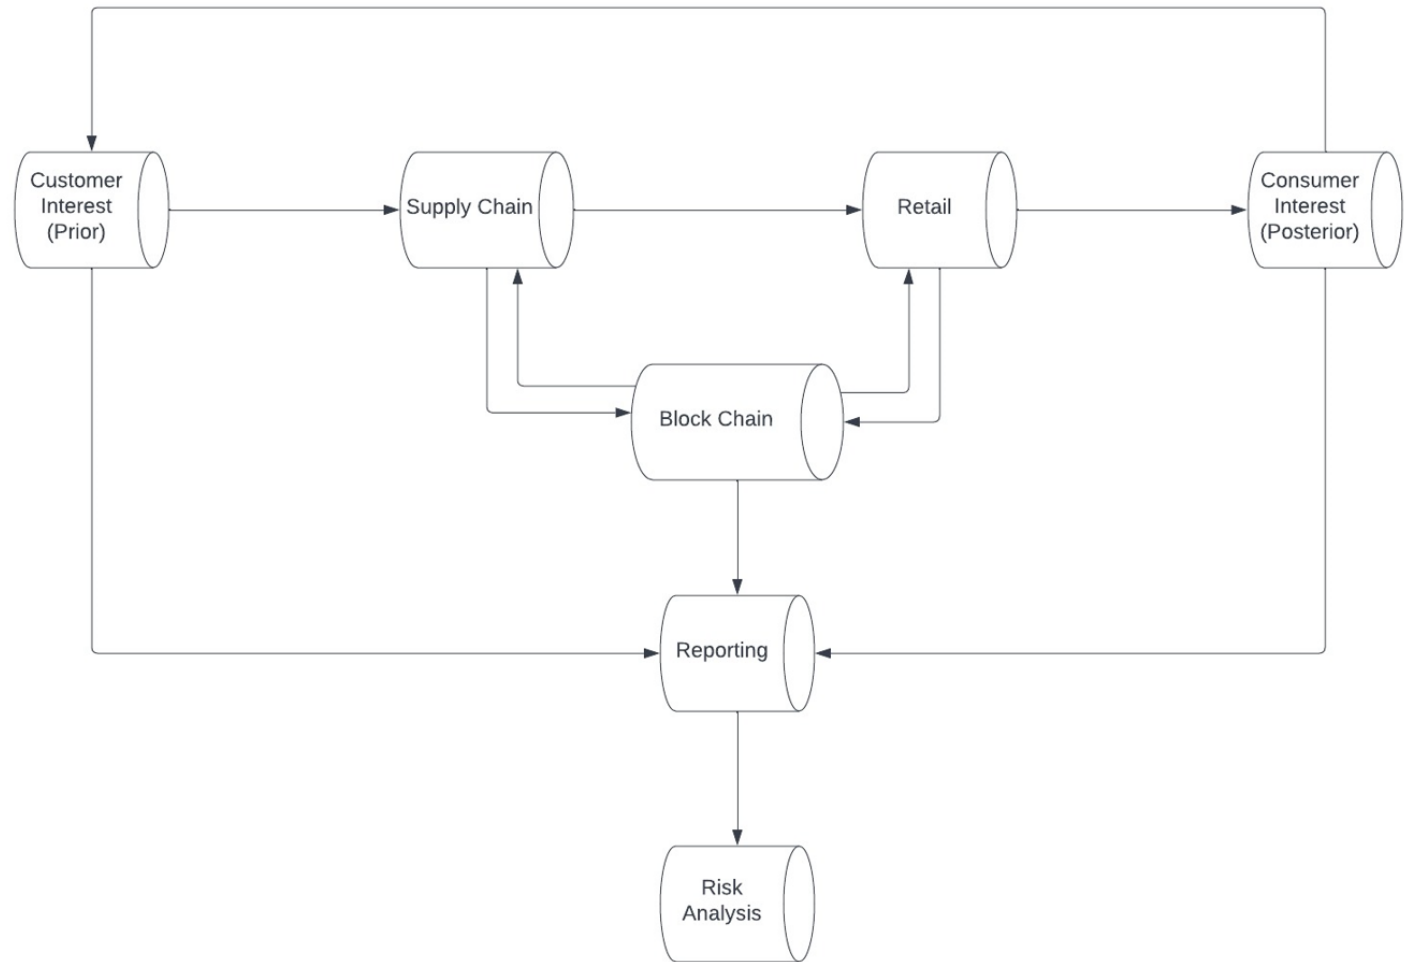 Customer
Interest
(Prior)
Supply Chain
Retail
Consumer
Interest
(Posterior)
Block Chain
Reporting
Risk
Analysis